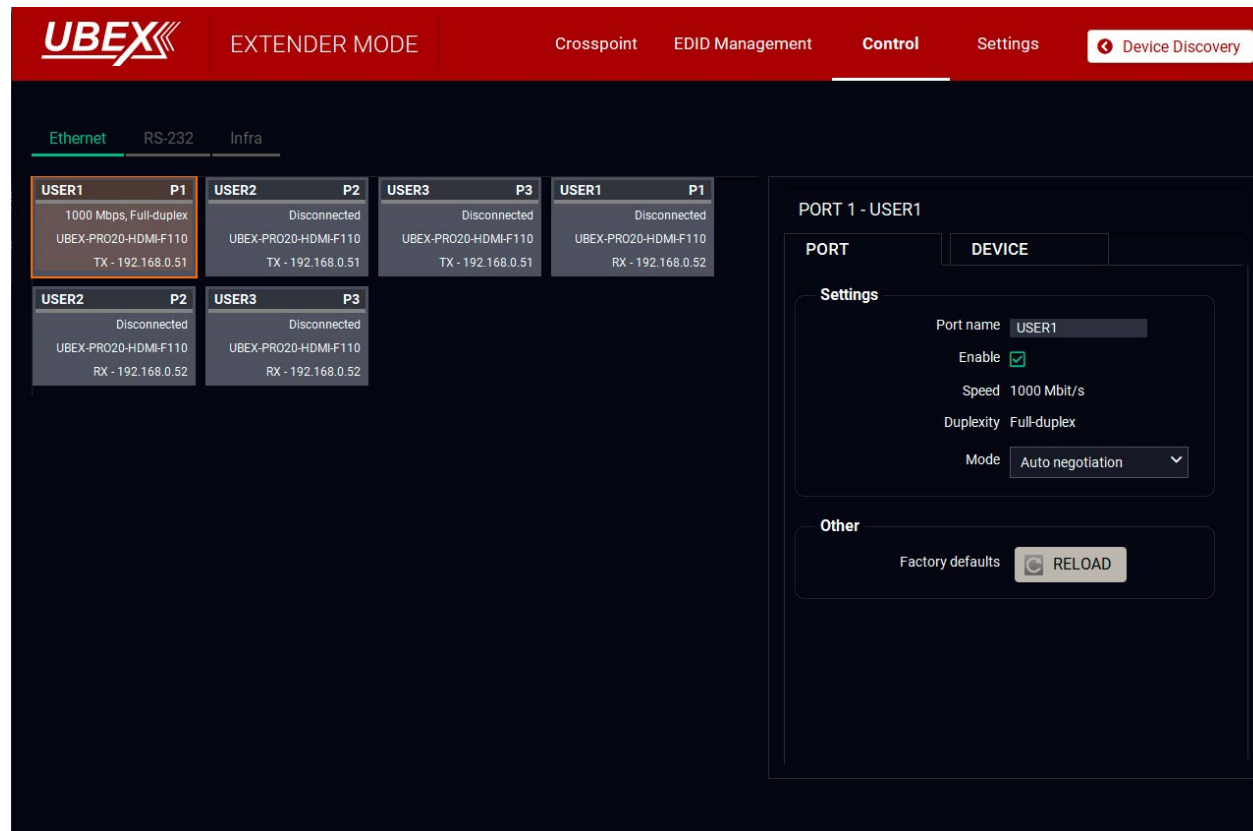 UBEX EXTENDER MODE Crosspoint EDID Management Control Settings Device Discovery
Ethernet RS-232 Infra
USER1 P1
1000 Mbps, Full-duplex
UBEX-PRO20-HDMI-F110
TX - 192.168.0.51
USER2 P2
Disconnected
UBEX-PRO20-HDMI-F110
TX - 192.168.0.51
USER3 P3
Disconnected
UBEX-PRO20-HDMI-F110
TX - 192.168.0.51
USER1 P1
Disconnected
UBEX-PRO20-HDMI-F110
RX - 192.168.0.52
USER2 P2
Disconnected
UBEX-PRO20-HDMI-F110
RX - 192.168.0.52
USER3 P3
Disconnected
UBEX-PRO20-HDMI-F110
RX - 192.168.0.52
PORT 1 - USER1
PORT DEVICE
Settings
Port name USER1
Enable
Speed 1000 Mbit/s
Duplexity Full-duplex
Mode Auto negotiation
Other
Factory defaults RELOAD